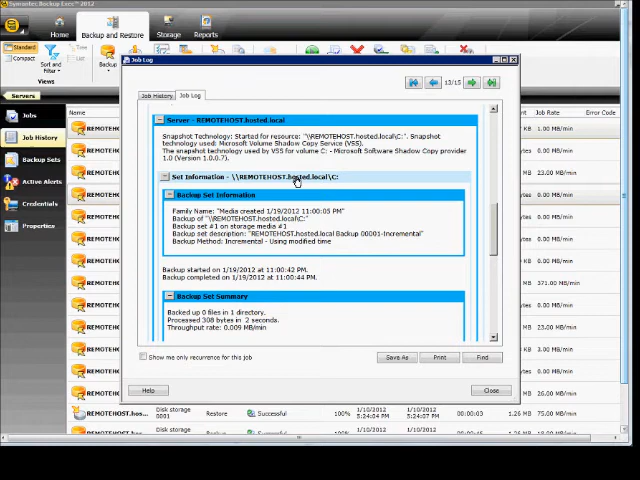 Symantec Backup Exec™ 2012
Home
Backup and Restore
Storage
Reports
Standard
Compact
Sort and
Filter
Tree
List
Views
Backup
Servers
Jobs
Job History
Backup Sets
Active Alerts
Credentials
Properties
Name
Job Rate
Error Code
Job Log
13/15
Job History
Job Log
Server - REMOTEHOST.hosted.local
Snapshot Technology: Started for resource: "\\REMOTEHOST.hosted.local\C:". Snapshot
technology used: Microsoft Volume Shadow Copy Service (VSS).
The snapshot technology used by VSS for volume C: - Microsoft Software Shadow Copy provider
1.0 (Version 1.0.0.7).
Set Information - \\REMOTEHOST.hosted.local\C:
Backup Set Information
Family Name: "Media created 1/19/2012 11:00:05 PM"
Backup of "\\REMOTEHOST.hosted.local\C:"
Backup set #1 on storage media #1
Backup set description: "REMOTEHOST.hosted.local Backup 00001-Incremental"
Backup Method: Incremental - Using modified time
Backup started on 1/19/2012 at 11:00:42 PM.
Backup completed on 1/19/2012 at 11:00:44 PM.
Backup Set Summary
Backed up 0 files in 1 directory.
Processed 308 bytes in 2 seconds.
Throughput rate: 0.009 MB/min
Show me only recurrence for this job
Save As
Print
Find
Help
Close
KB 1.00 MB/min
REMOTEHOST.hos...
Disk storage
0001
Restore
Successful
100%
1/10/2012
5:24:04 PM
1/10/2012
5:24:07 PM
00:00:03
1.26 MB
75.00 MB/min